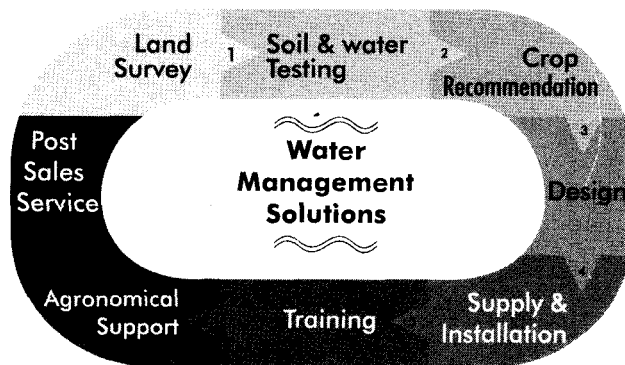 Land
Survey
1
Soil & water
Testing
2
Crop
Recommendation
3
Design
4
Supply &
Installation
Training
Agronomical
Support
Post
Sales
Service
Water
Management
Solutions